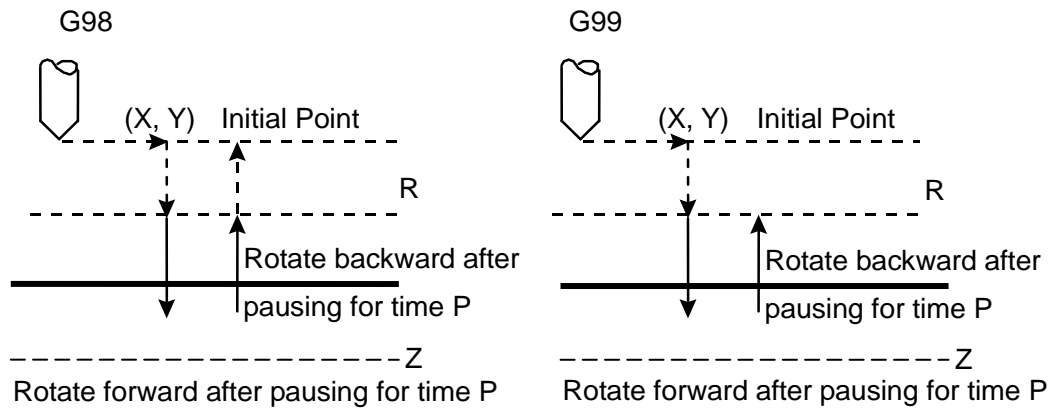 G98
(X, Y) Initial Point
R
Rotate backward after
pausing for time P
Z
Rotate forward after pausing for time P
G99
(X, Y) Initial Point
R
Rotate backward after
pausing for time P
Z
Rotate forward after pausing for time P